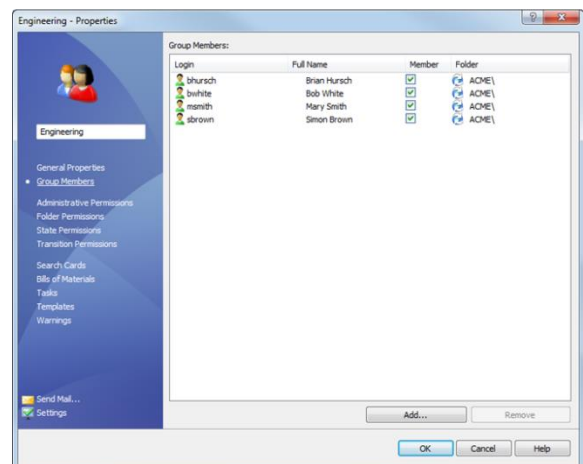 Engineering - Properties
Engineering
General Properties
Group Members
Administrative Permissions
Folder Permissions
State Permissions
Transition Permissions
Search Cards
Bills of Materials
Tasks
Templates
Warnings
Send Mail...
Settings
Group Members:
Login Full Name Member Folder
bhursch Brian Hursch ACME\
bwhite Bob White ACME\
msmith Mary Smith ACME\
sbrown Simon Brown ACME\
Add... Remove
OK Cancel Help